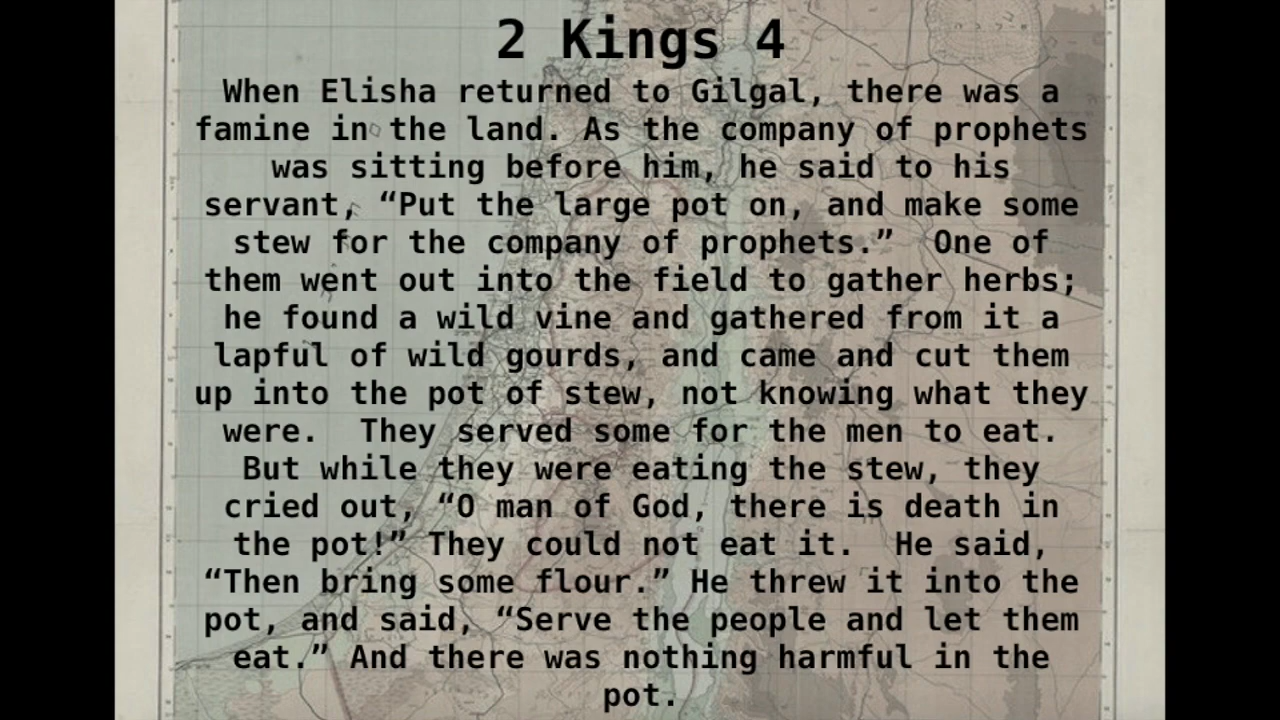 2 Kings 4
When Elisha returned to Gilgal, there was a
famine in the land. As the company of prophets
was sitting before him, he said to his
servant, “Put the large pot on, and make some
stew for the company of prophets.”  One of
them went out into the field to gather herbs;
he found a wild vine and gathered from it a
lapful of wild gourds, and came and cut them
up into the pot of stew, not knowing what they
were.  They served some for the men to eat.
But while they were eating the stew, they
cried out, “O man of God, there is death in
the pot!” They could not eat it.  He said,
“Then bring some flour.” He threw it into the
pot, and said, “Serve the people and let them
eat.” And there was nothing harmful in the
pot.